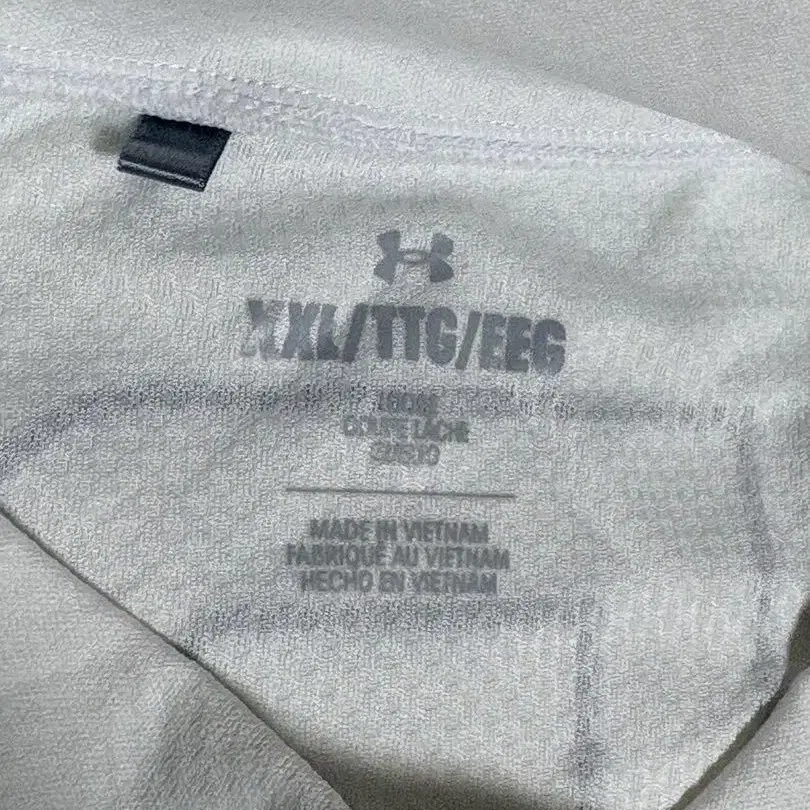 XXL/TTG/EEG
LOOSE
COUPE LÂCHE
MADE IN VIETNAM
FABRIQUÉ AU VIETNAM
HECHO EN VIETNAM